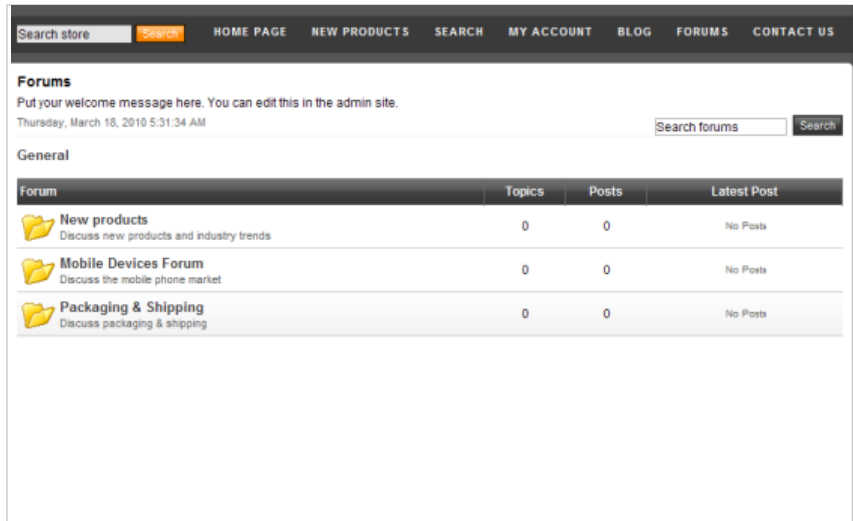 Search store Search HOME PAGE NEW PRODUCTS SEARCH MY ACCOUNT BLOG FORUMS CONTACT US
Forums
Put your welcome message here. You can edit this in the admin site.
Thursday, March 18, 2010 5:31:34 AM
Search forums Search
General
Forum Topics Posts Latest Post
New products
Discuss new products and industry trends
0 0 No Posts
Mobile Devices Forum
Discuss the mobile phone market
0 0 No Posts
Packaging & Shipping
Discuss packaging & shipping
0 0 No Posts